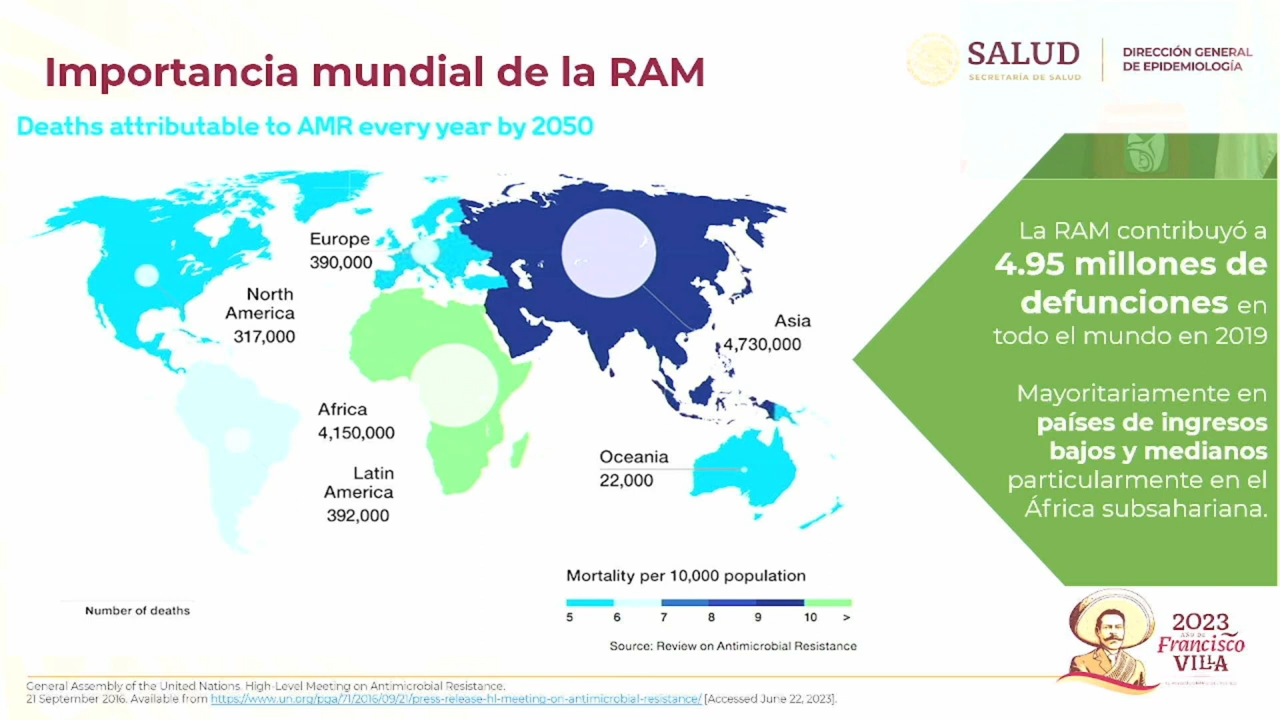 Importancia mundial de la RAM
SALUD
SECRETARÍA DE SALUD
DIRECCIÓN GENERAL
DE EPIDEMIOLOGÍA
Deaths attributable to AMR every year by 2050
Europe
390,000
North
America
317,000
Asia
4,730,000
Africa
4,150,000
Latin
America
392,000
Oceania
22,000
Mortality per 10,000 population
5 6 7 8 9 10 >
Number of deaths
Source: Review on Antimicrobial Resistance
La RAM contribuyó a
4.95 millones de
defunciones en
todo el mundo en 2019
Mayoritariamente en
países de ingresos
bajos y medianos
particularmente en el
África subsahariana.
2023
AÑO DE
Francisco
VILLA
General Assembly of the United Nations. High-Level Meeting on Antimicrobial Resistance.
21 September 2016. Available from https://www.un.org/pga/71/2016/09/21/press-release-hl-meeting-on-antimicrobial-resistance/ [Accessed June 22, 2023].